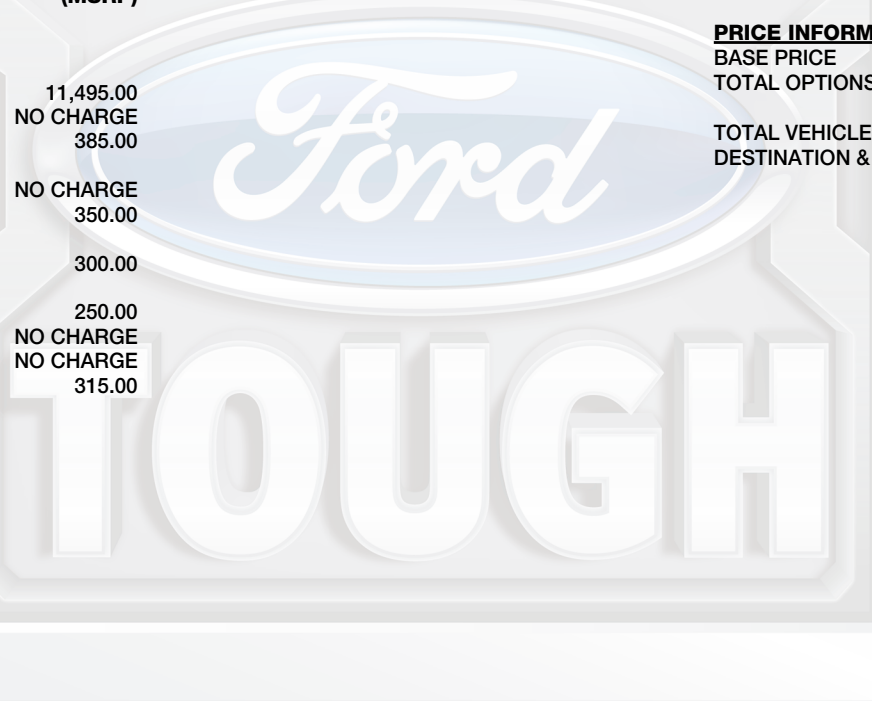 (MSRP)
11,495.00
NO CHARGE
385.00
NO CHARGE
350.00
300.00
250.00
NO CHARGE
NO CHARGE
315.00
PRICE INFORM
BASE PRICE
TOTAL OPTIONS
TOTAL VEHICLE
DESTINATION &
Ford
TOUGH